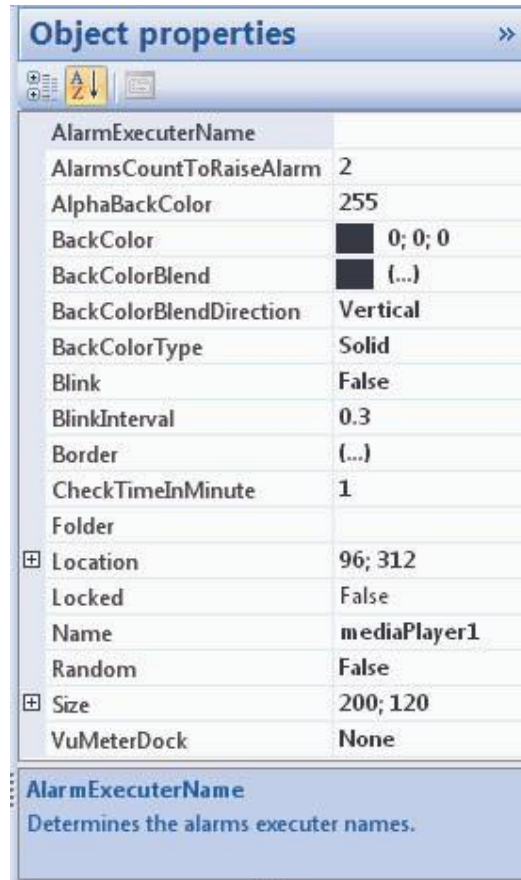 Object properties »
AlarmExecuterName
AlarmsCountToRaiseAlarm 2
AlphaBackColor 255
BackColor 0; 0; 0
BackColorBlend (...)
BackColorBlendDirection Vertical
BackColorType Solid
Blink False
BlinkInterval 0.3
Border (...)
CheckTimeInMinute 1
Folder
Location 96; 312
Locked False
Name mediaPlayer1
Random False
Size 200; 120
VuMeterDock None
AlarmExecuterName
Determines the alarms executer names.